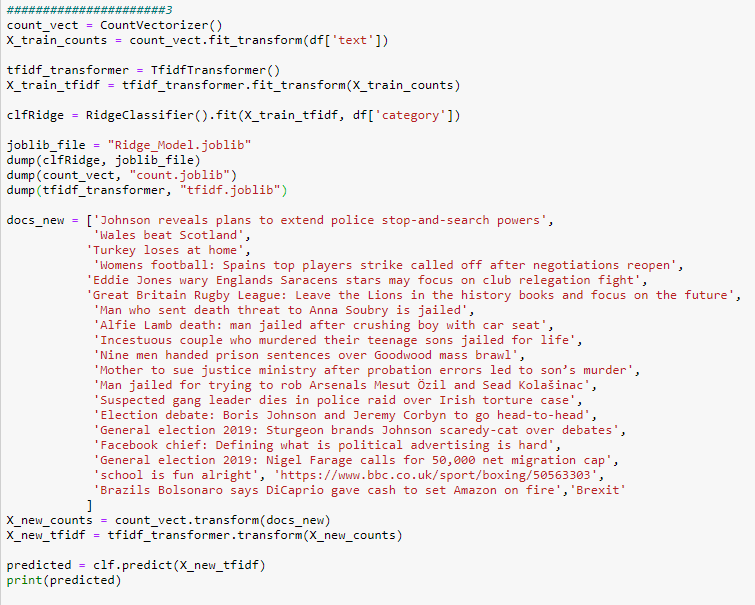 ######################3
count_vect = CountVectorizer()
X_train_counts = count_vect.fit_transform(df['text'])
tfidf_transformer = TfidfTransformer()
X_train_tfidf = tfidf_transformer.fit_transform(X_train_counts)
clfRidge = RidgeClassifier().fit(X_train_tfidf, df['category'])
joblib_file = "Ridge_Model.joblib"
dump(clfRidge, joblib_file)
dump(count_vect, "count.joblib")
dump(tfidf_transformer, "tfidf.joblib")
docs_new = ['Johnson reveals plans to extend police stop-and-search powers',
'Wales beat Scotland',
'Turkey loses at home',
'Womens football: Spains top players strike called off after negotiations reopen',
'Eddie Jones wary Englands Saracens stars may focus on club relegation fight',
'Great Britain Rugby League: Leave the Lions in the history books and focus on the future',
'Man who sent death threat to Anna Soubry is jailed',
'Alfie Lamb death: man jailed after crushing boy with car seat',
'Incestuous couple who murdered their teenage sons jailed for life',
'Nine men handed prison sentences over Goodwood mass brawl',
'Mother to sue justice ministry after probation errors led to son’s murder',
'Man jailed for trying to rob Arsenals Mesut Özil and Sead Kolašinac',
'Suspected gang leader dies in police raid over Irish torture case',
'Election debate: Boris Johnson and Jeremy Corbyn to go head-to-head',
'General election 2019: Sturgeon brands Johnson scaredy-cat over debates',
'Facebook chief: Defining what is political advertising is hard',
'General election 2019: Nigel Farage calls for 50,000 net migration cap',
'school is fun alright', 'https://www.bbc.co.uk/sport/boxing/50563303',
'Brazils Bolsonaro says DiCaprio gave cash to set Amazon on fire','Brexit'
]
X_new_counts = count_vect.transform(docs_new)
X_new_tfidf = tfidf_transformer.transform(X_new_counts)
predicted = clf.predict(X_new_tfidf)
print(predicted)